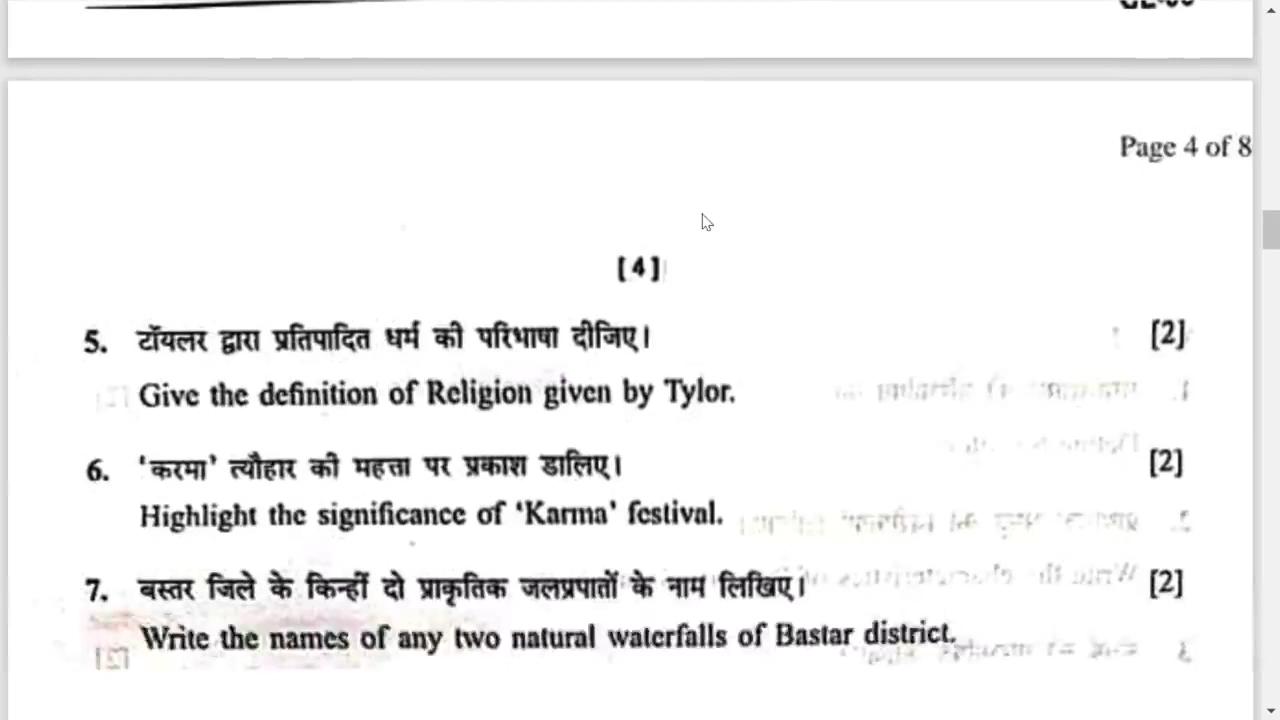 Page 4 of 8
[4]
5. टॉयलर द्वारा प्रतिपादित धर्म की परिभाषा दीजिए। [2]
Give the definition of Religion given by Tylor.
6. 'करमा' त्यौहार की महत्ता पर प्रकाश डालिए। [2]
Highlight the significance of 'Karma' festival.
7. बस्तर जिले के किन्हीं दो प्राकृतिक जलप्रपातों के नाम लिखिए। [2]
Write the names of any two natural waterfalls of Bastar district.